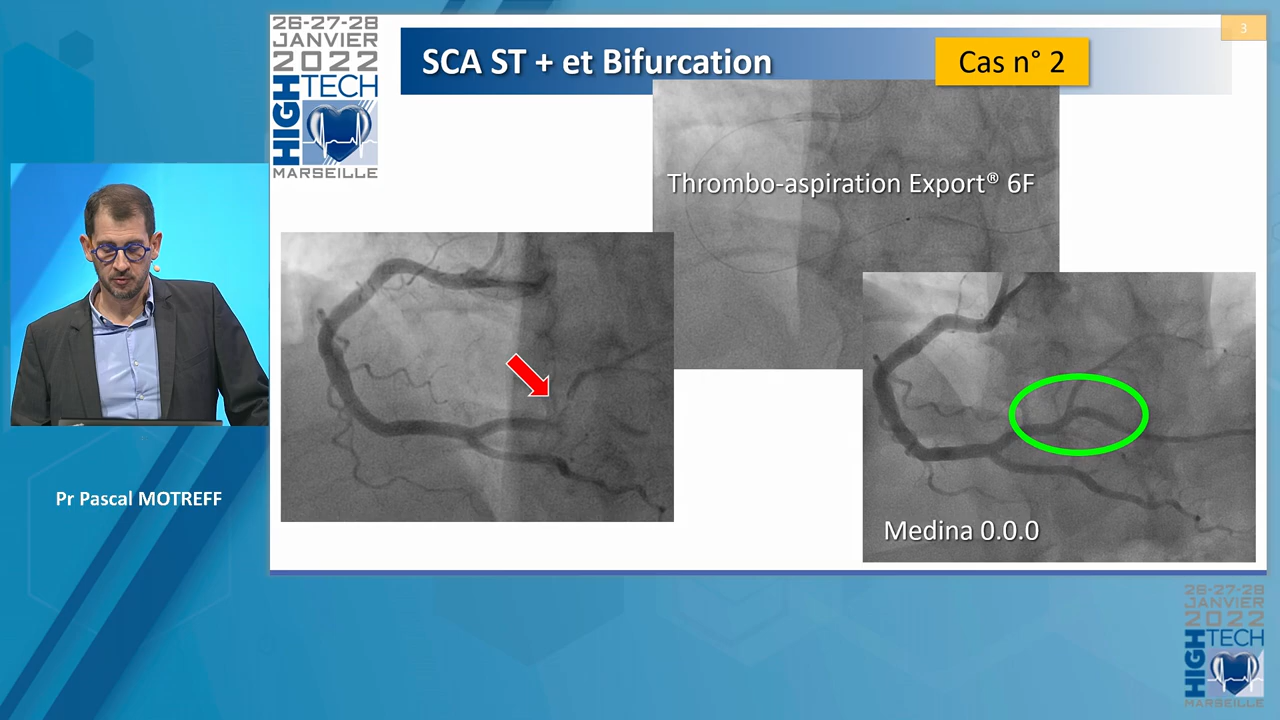 26-27-28
JANVIER
2022
HIGH TECH
MARSEILLE
3
SCA ST + et Bifurcation
Cas n° 2
Thrombo-aspiration Export® 6F
Medina 0.0.0
Pr Pascal MOTREFF
26-27-28
JANVIER
2022
HIGH TECH
MARSEILLE